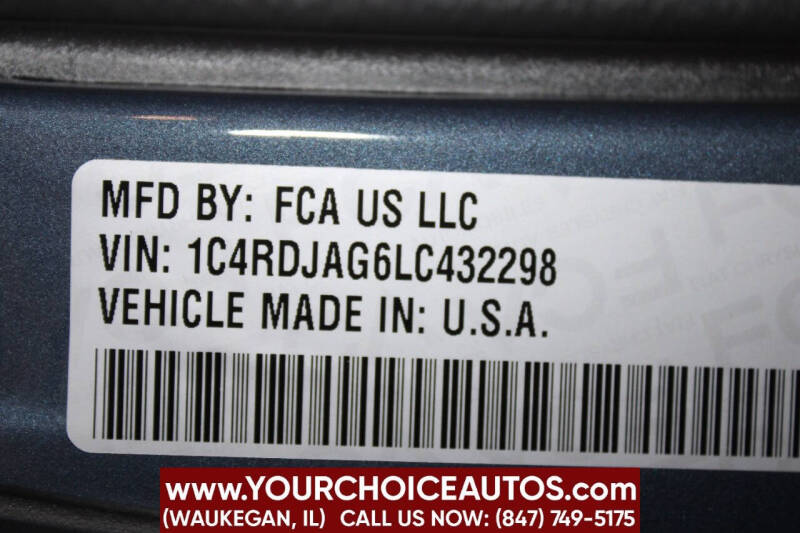 MFD BY: FCA US LLC
VIN: 1C4RDJAG6LC432298
VEHICLE MADE IN: U.S.A.
www.YOURCHOICEAUTOS.com
(WAUKEGAN, IL) CALL US NOW: (847) 749-5175